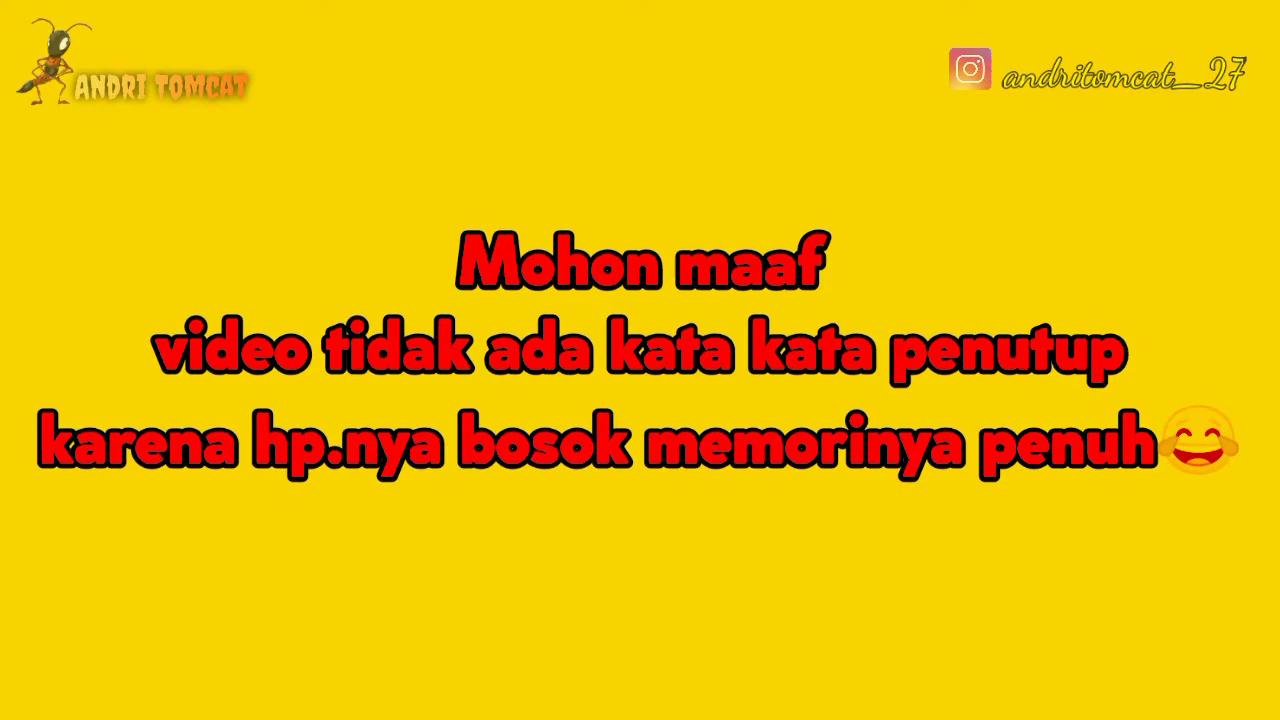 ANDRI TOMCAT
andritomcat_27
Mohon maaf
video tidak ada kata kata penutup
karena hp.nya bosok memorinya penuh😂